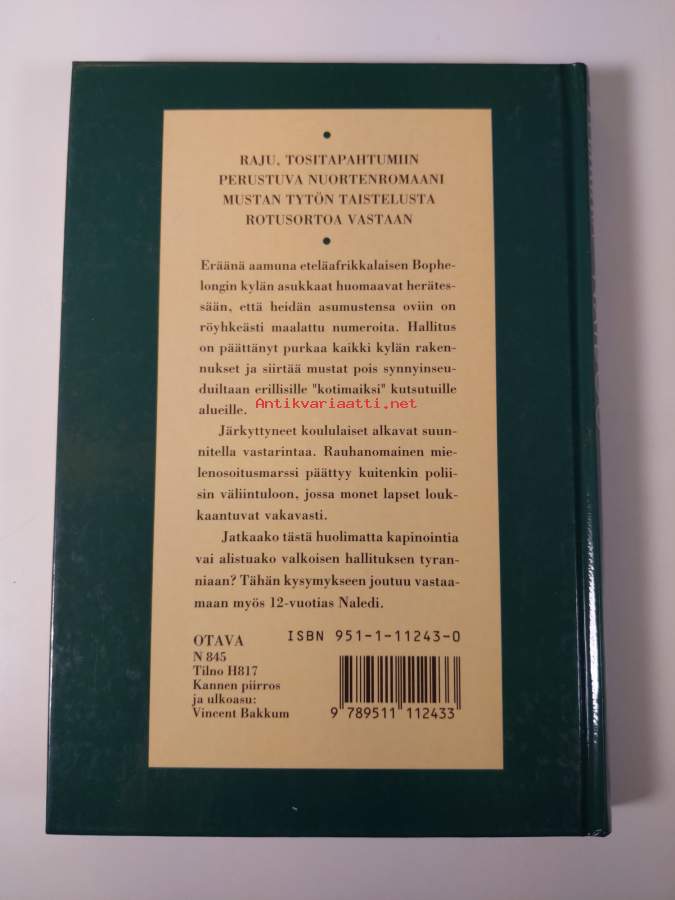 •
RAJU, TOSITAPAHTUMIIN
PERUSTUVA NUORTENROMAANI
MUSTAN TYTÖN TAISTELUSTA
ROTUSORTOA VASTAAN
•
Eräänä aamuna eteläafrikkalaisen Bophe-
longin kylän asukkaat huomaavat herätes-
sään, että heidän asumustensa oviin on
röyhkeästi maalattu numeroita. Hallitus
on päättänyt purkaa kaikki kylän raken-
nukset ja siirtää mustat pois synnyinseu-
duiltaan erillisille "kotimaiksi" kutsutuille
alueille.
Antikvariaatti.net
Järkyttyneet koululaiset alkavat suun-
nitella vastarintaa. Rauhanomainen mie-
lenosoitusmarssi päättyy kuitenkin polii-
sin väliintuloon, jossa monet lapset louk-
kaantuvat vakavasti.
Jatkaako tästä huolimatta kapinointia
vai alistuako valkoisen hallituksen tyran-
niaan? Tähän kysymykseen joutuu vastaa-
maan myös 12-vuotias Naledi.
OTAVA
N 845
Tilno H817
Kannen piirros
ja ulkoasu:
Vincent Bakkum
ISBN 951-1-11243-0
9 789511 112433